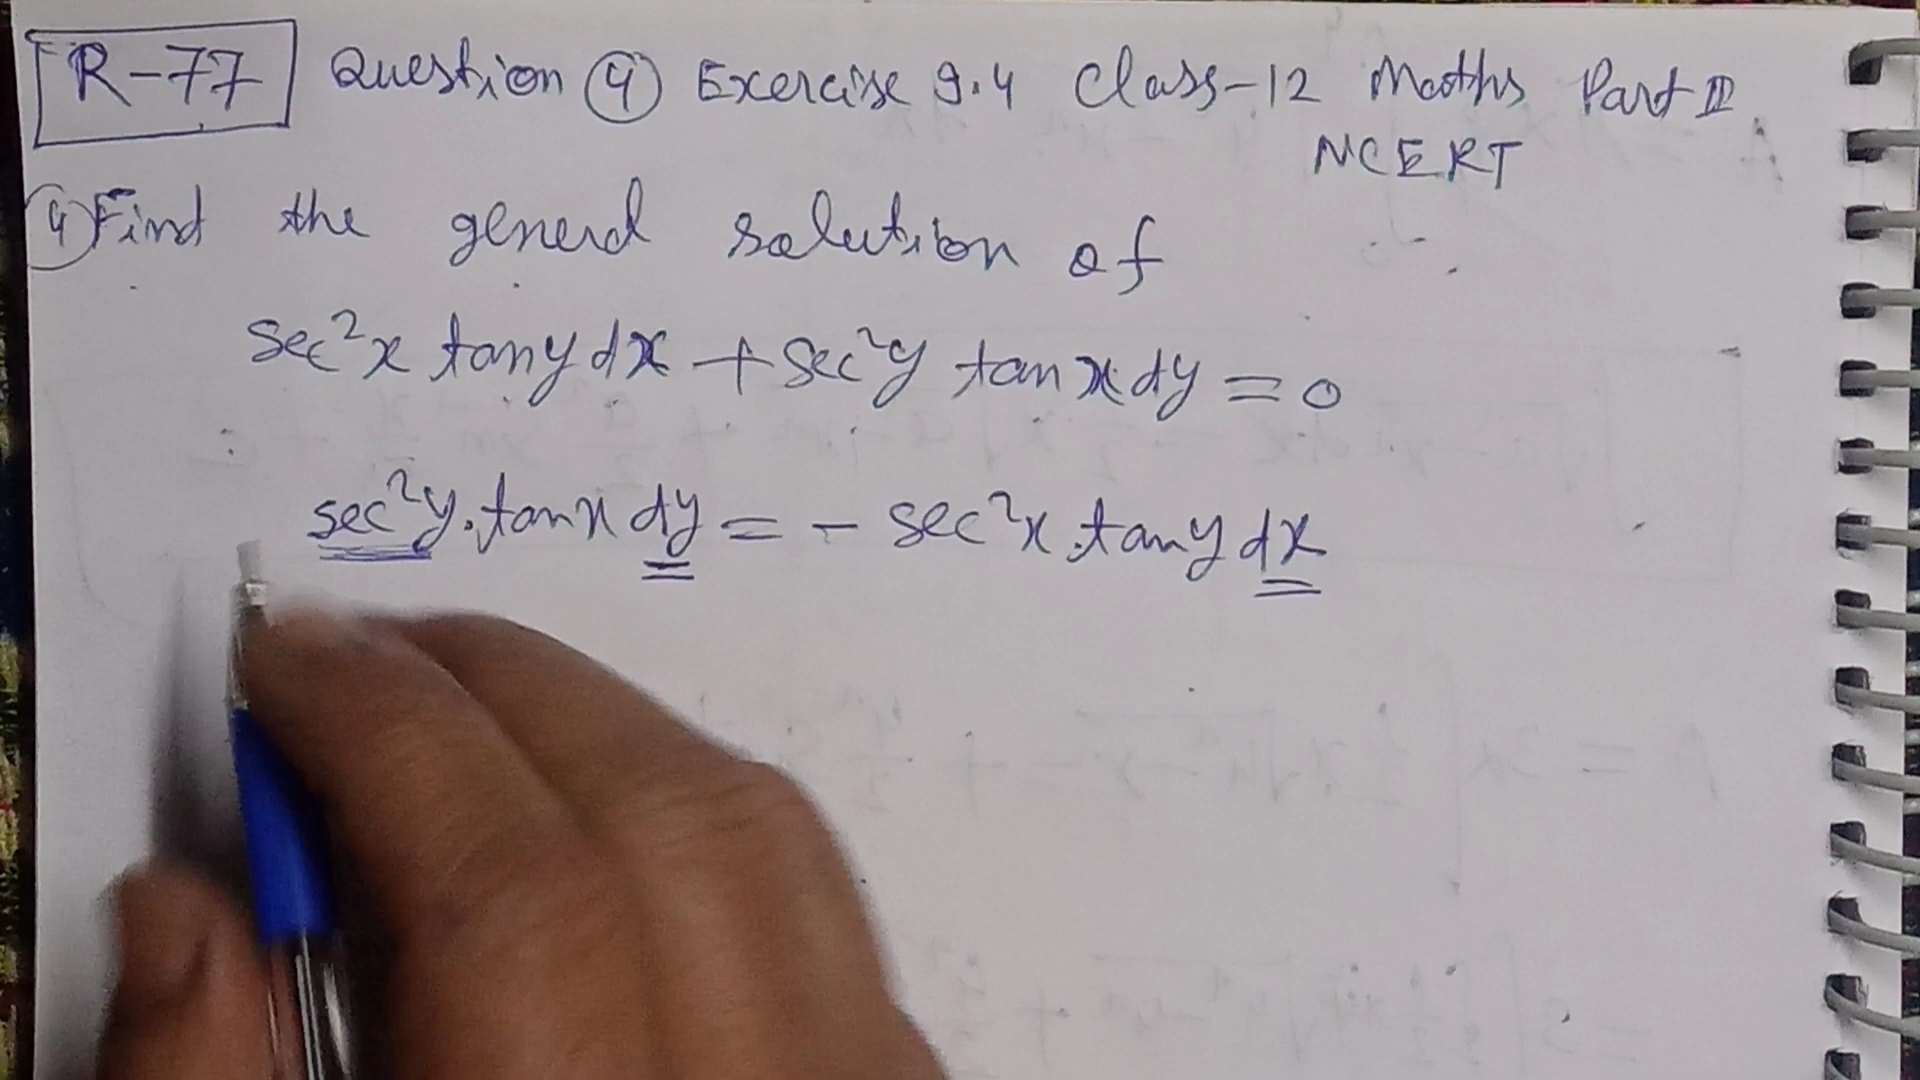 R-77 Question ④ Exercise 9.4 Class-12 Maths Part II
NCERT
④ Find the general solution of
sec²x tany dx + sec²y tan x dy = 0
sec²y. tanx dy = - sec²x. tany dx